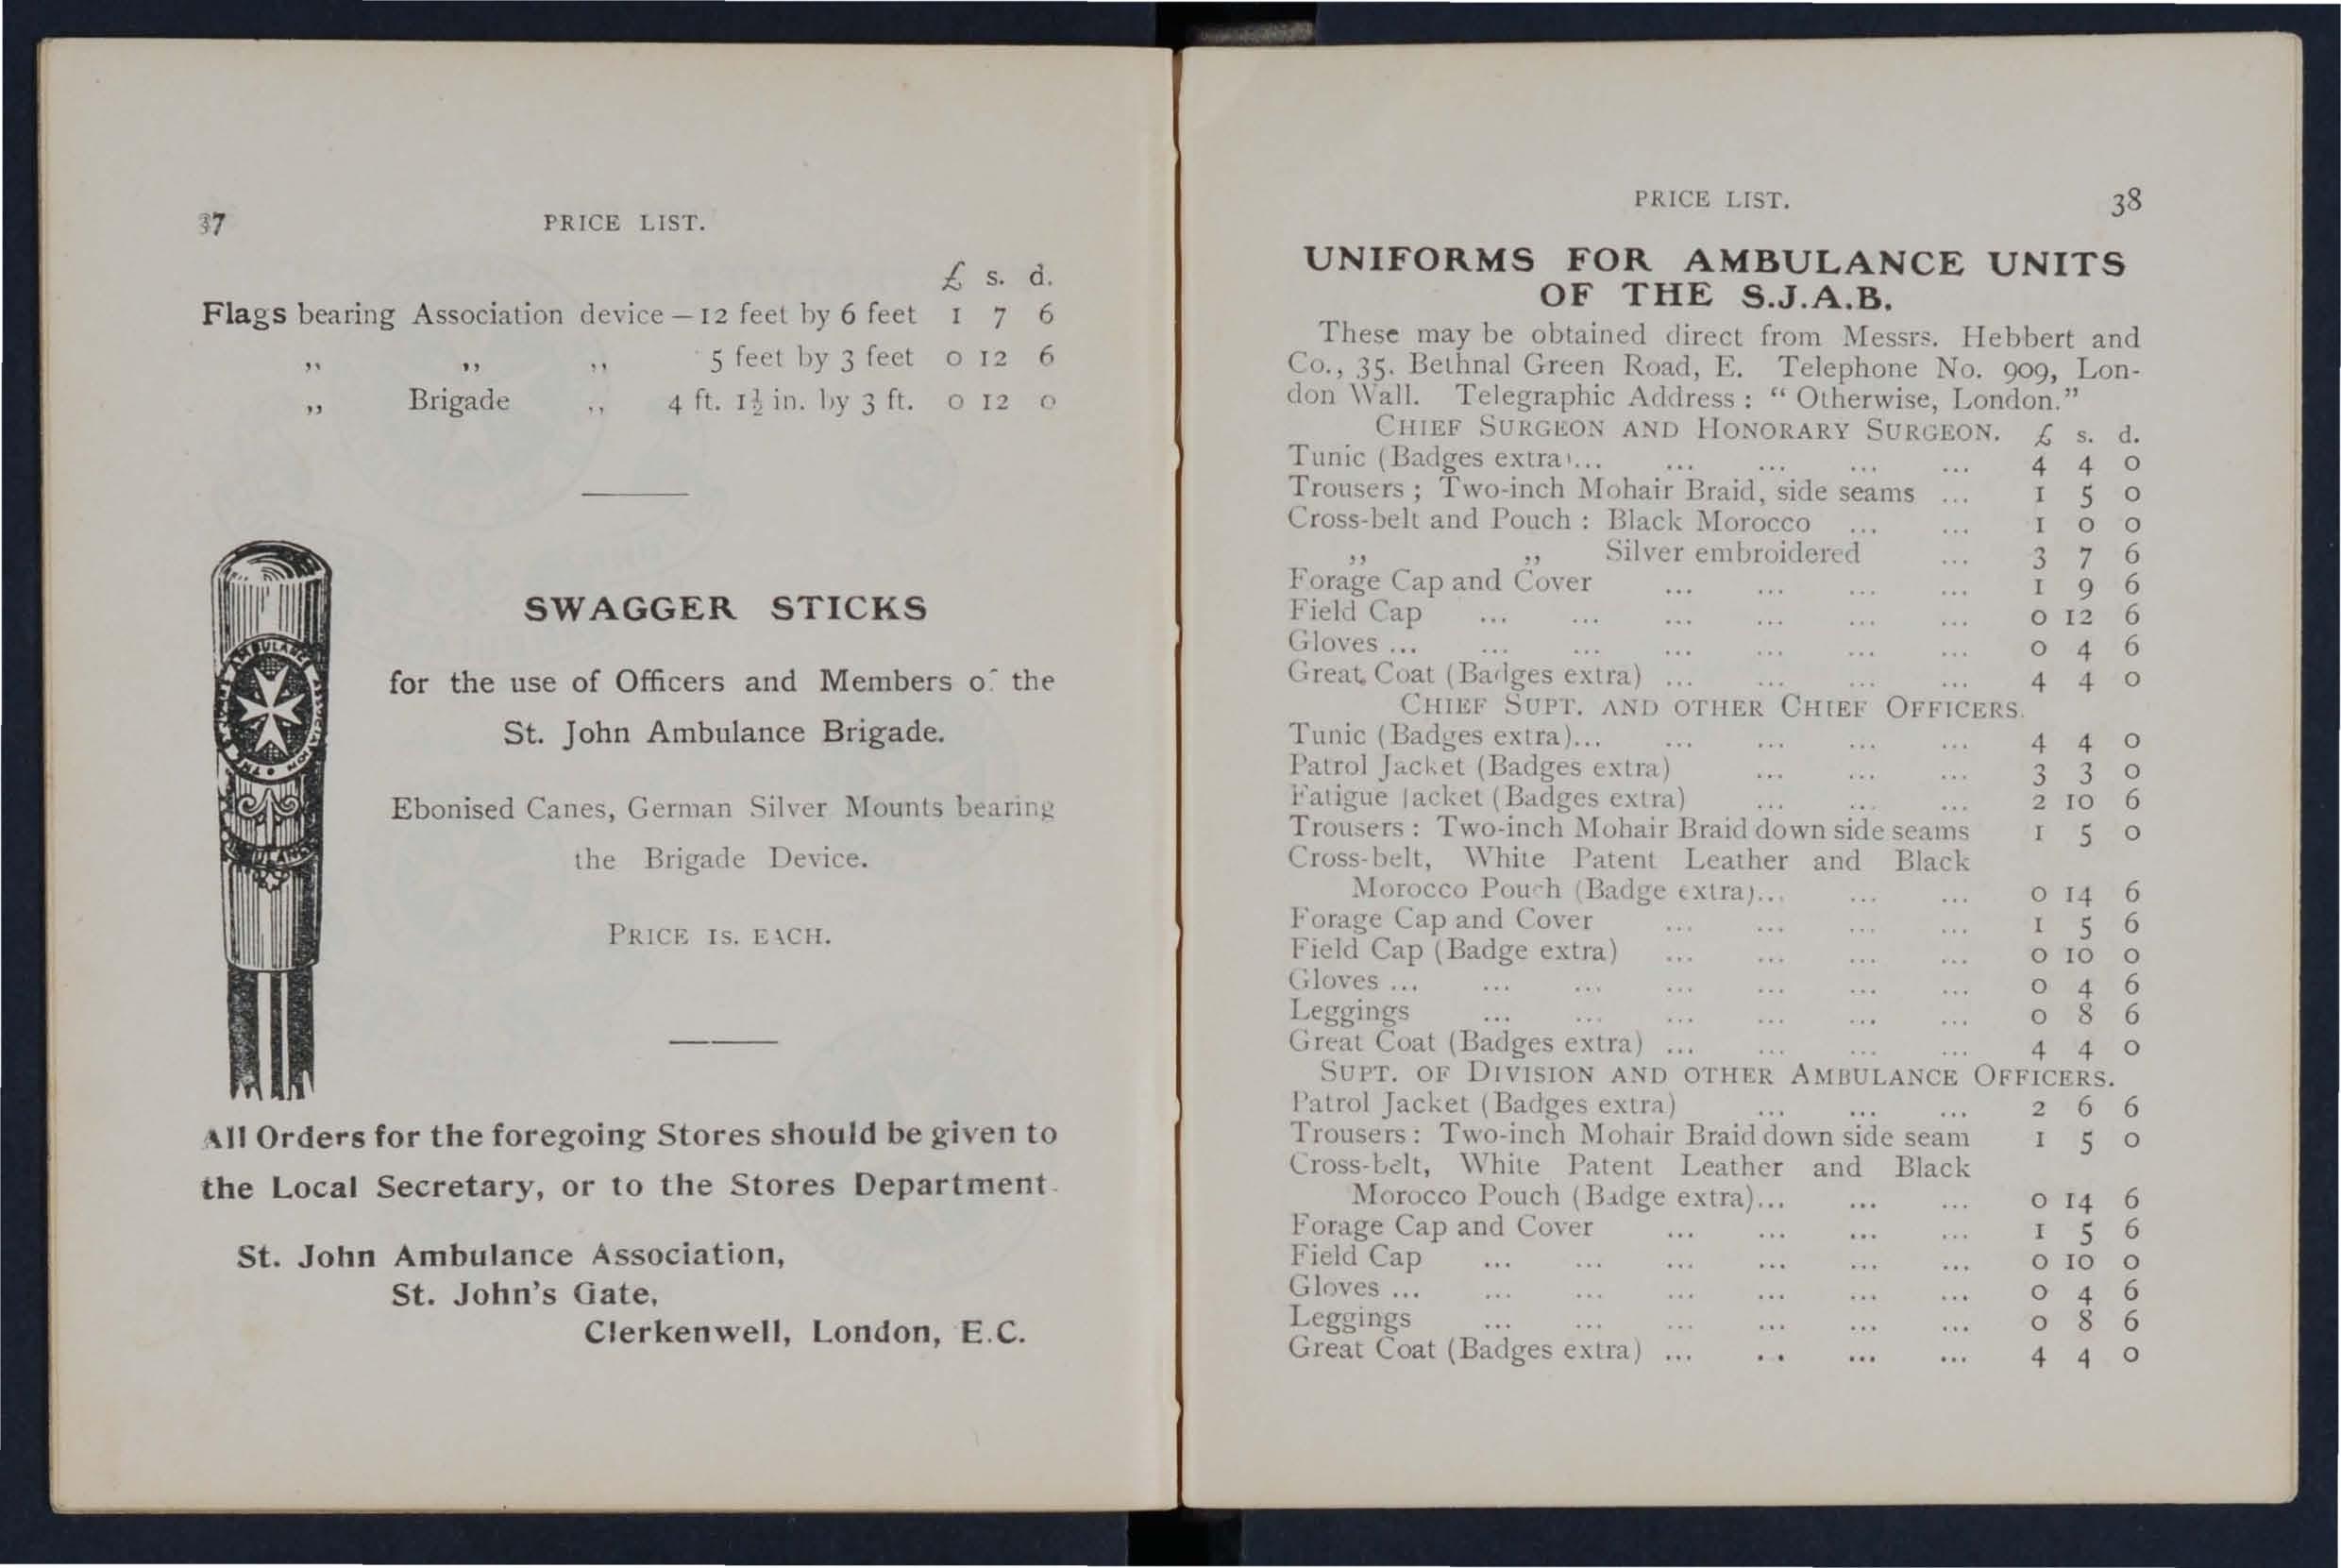 37 PRICE LIST.
£ s. d.
Flags bearing Association device — 12 feet by 6 feet 1 7 6
,, ,, ,, 5 feet by 3 feet 0 12 6
,, Brigade ,, 4 ft. 1½ in. by 3 ft. 0 12 0
SWAGGER STICKS
for the use of Officers and Members of the
St. John Ambulance Brigade.
Ebonised Canes, German Silver Mounts bearing
the Brigade Device.
PRICE 1S. EACH.
All Orders for the foregoing Stores should be given to
the Local Secretary, or to the Stores Department
St. John Ambulance Association,
St. John's Gate,
Clerkenwell, London, E.C.
PRICE LIST. 38
UNIFORMS FOR AMBULANCE UNITS
OF THE S.J.A.B.
These may be obtained direct from Messrs. Hebbert and
Co., 35, Bethnal Green Road, E. Telephone No. 909, Lon-
don Wall. Telegraphic Address : “ Otherwise, London.”
CHIEF SURGEON AND HONORARY SURGEON. £ s. d.
Tunic (Badges extra)... ... ... ... ... 4 4 0
Trousers ; Two-inch Mohair Braid, side seams ... 1 5 0
Cross-belt and Pouch : Black Morocco ... ... 1 0 0
,, ,, Silver embroidered ... 3 7 6
Forage Cap and Cover ... ... ... ... 1 9 6
Field Cap ... ... ... ... ... ... 0 12 6
Gloves ... ... ... ... ... ... ... 0 4 6
Great Coat (Badges extra) ... ... ... ... 4 4 0
CHIEF SUPT. AND OTHER CHIEF OFFICERS.
Tunic (Badges extra)... ... ... ... ... 4 4 0
Patrol Jacket (Badges extra) ... ... ... 3 3 0
Fatigue Jacket (Badges extra) ... ... ... 2 10 6
Trousers : Two-inch Mohair Braid down side seams 1 5 0
Cross-belt, White Patent Leather and Black
Morocco Pouch (Badge extra)... ... ... 0 14 6
Forage Cap and Cover ... ... ... ... 1 5 6
Field Cap (Badge extra) ... ... ... ... 0 10 0
Gloves ... ... ... ... ... ... ... 0 4 6
Leggings ... ... ... ... ... ... 0 8 6
Great Coat (Badges extra) ... ... ... ... 4 4 0
SUPT. OF DIVISION AND OTHER AMBULANCE OFFICERS.
Patrol Jacket (Badges extra) ... ... ... 2 6 6
Trousers : Two-inch Mohair Braid down side seam 1 5 0
Cross-belt, White Patent Leather and Black
Morocco Pouch (Badge extra)... ... ... 0 14 6
Forage Cap and Cover ... ... ... ... 1 5 6
Field Cap ... ... ... ... ... ... 0 10 0
Gloves ... ... ... ... ... ... ... 0 4 6
Leggings ... ... ... ... ... ... 0 8 6
Great Coat (Badges extra) ... .. ... ... 4 4 0